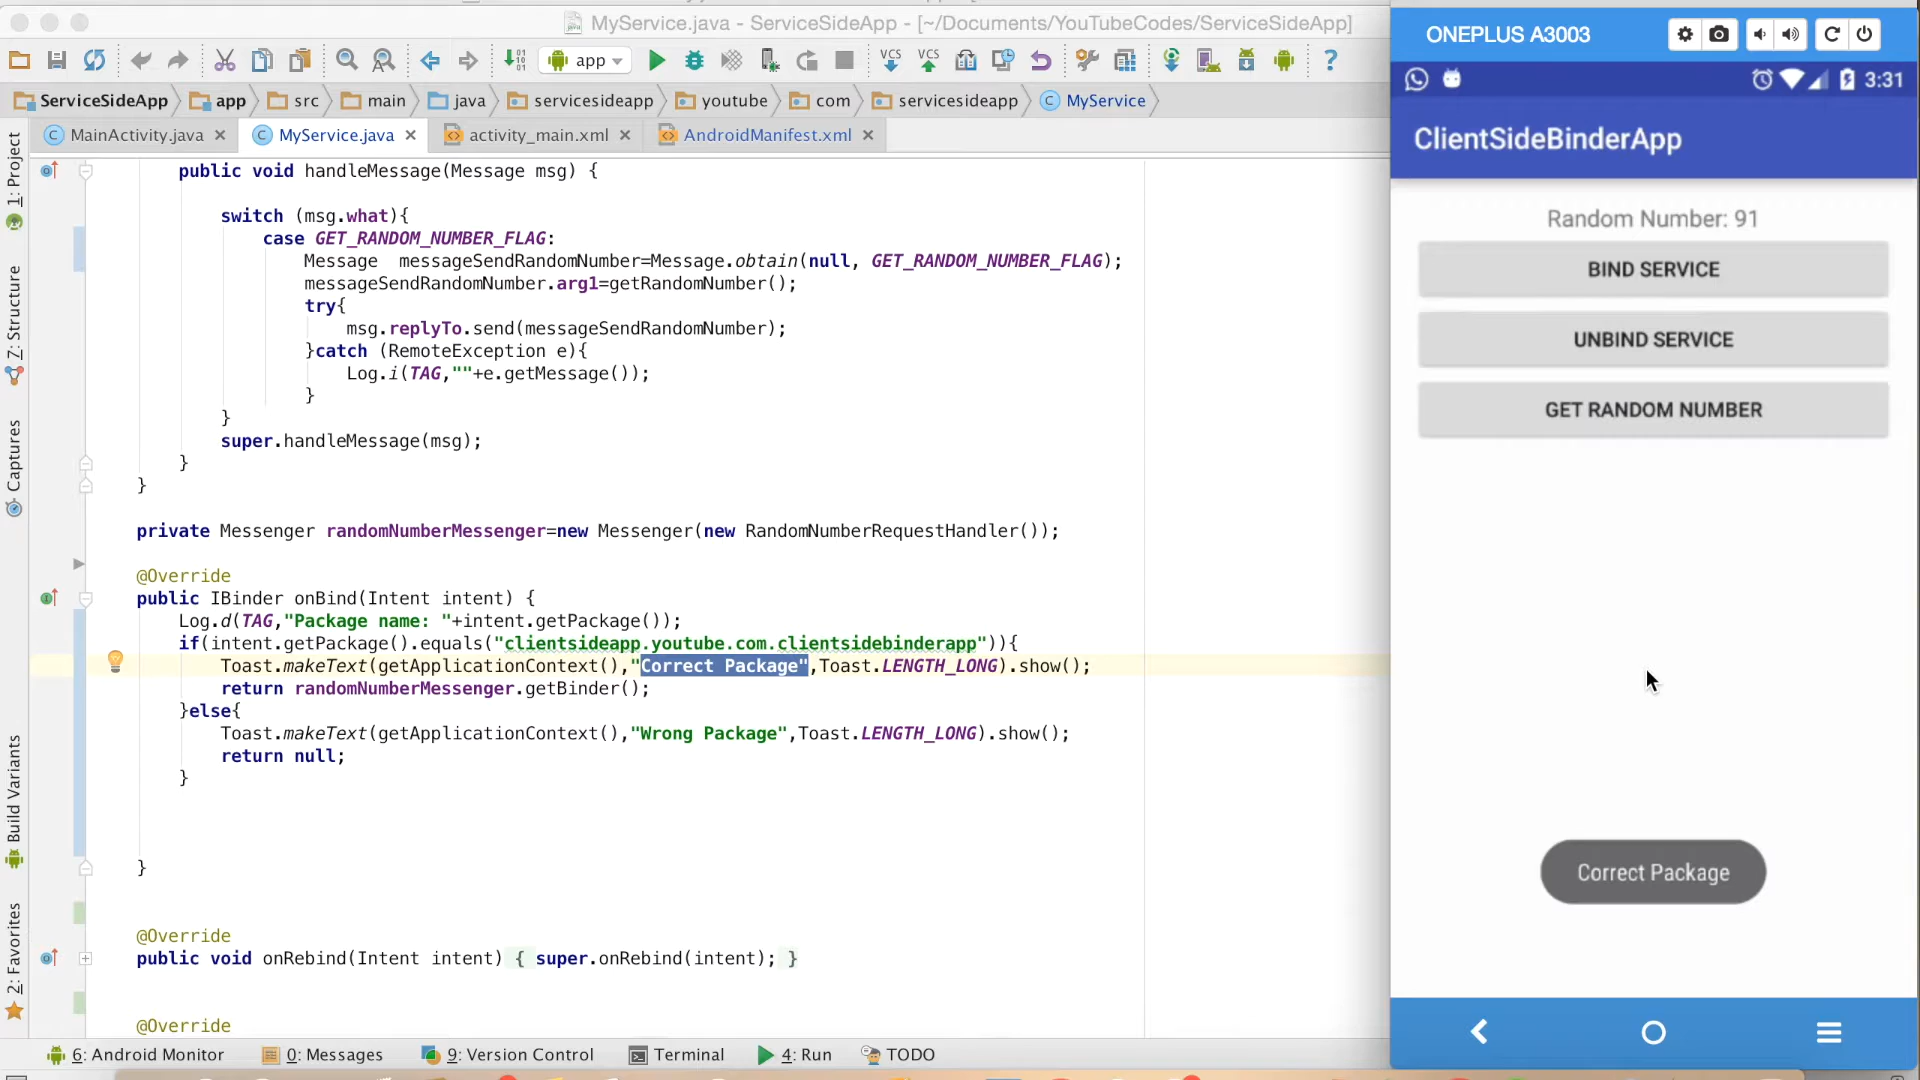 MyService.java - ServiceSideApp - [~/Documents/YouTubeCodes/ServiceSideApp]
app
VCS VCS ?
ServiceSideApp app src main java servicesideapp youtube com servicesideapp MyService
MainActivity.java MyService.java activity_main.xml AndroidManifest.xml
1: Project
7: Structure
Captures
Build Variants
2: Favorites
public void handleMessage(Message msg) {
switch (msg.what){
case GET_RANDOM_NUMBER_FLAG:
Message  messageSendRandomNumber=Message.obtain(null, GET_RANDOM_NUMBER_FLAG);
messageSendRandomNumber.arg1=getRandomNumber();
try{
msg.replyTo.send(messageSendRandomNumber);
}catch (RemoteException e){
Log.i(TAG,""+e.getMessage());
}
}
super.handleMessage(msg);
}
}
private Messenger randomNumberMessenger=new Messenger(new RandomNumberRequestHandler());
@Override
public IBinder onBind(Intent intent) {
Log.d(TAG,"Package name: "+intent.getPackage());
if(intent.getPackage().equals("clientsideapp.youtube.com.clientsidebinderapp")){
Toast.makeText(getApplicationContext(),"Correct Package",Toast.LENGTH_LONG).show();
return randomNumberMessenger.getBinder();
}else{
Toast.makeText(getApplicationContext(),"Wrong Package",Toast.LENGTH_LONG).show();
return null;
}
}
@Override
public void onRebind(Intent intent) { super.onRebind(intent); }
@Override
6: Android Monitor 0: Messages 9: Version Control Terminal 4: Run TODO
ONEPLUS A3003
3:31
ClientSideBinderApp
Random Number: 91
BIND SERVICE
UNBIND SERVICE
GET RANDOM NUMBER
Correct Package